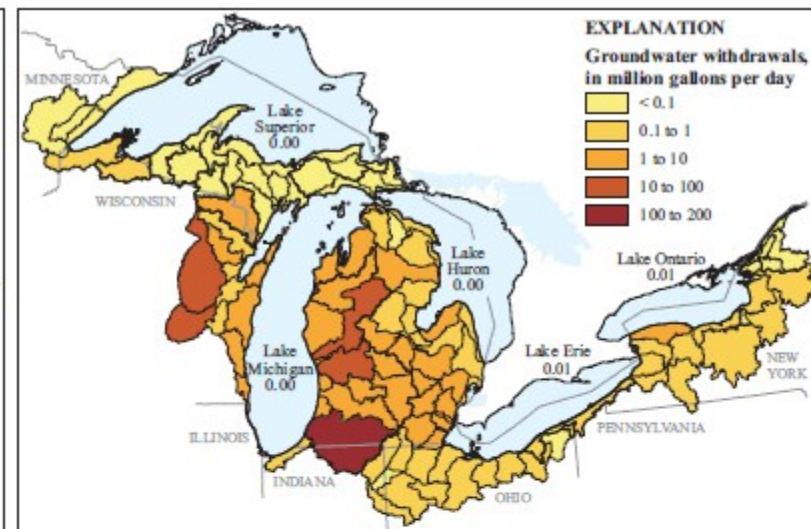 EXPLANATION
Groundwater withdrawals,
in million gallons per day
< 0.1
0.1 to 1
1 to 10
10 to 100
100 to 200
MINNESOTA
Lake
Superior
0.00
WISCONSIN
Lake
Huron
0.00
Lake Ontario
0.01
Lake
Michigan
0.00
Lake Erie
0.01
NEW
YORK
PENNSYLVANIA
ILLINOIS
INDIANA
OHIO